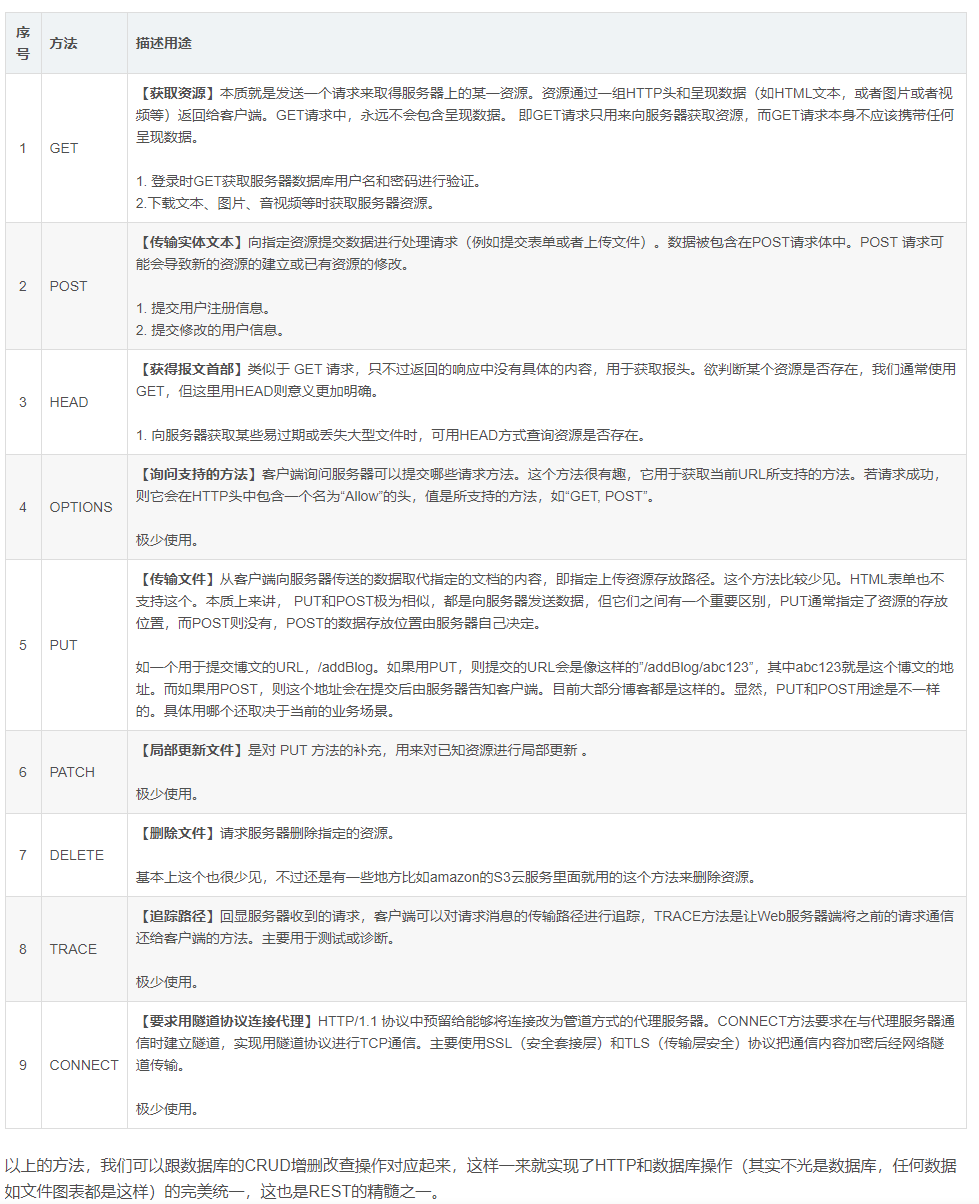 序号 方法 描述用途
1 GET
【获取资源】本质就是发送一个请求来取得服务器上的某一资源。资源通过一组HTTP头和呈现数据（如HTML文本，或者图片或者视
频等）返回给客户端。GET请求中，永远不会包含呈现数据。 即GET请求只用来向服务器获取资源，而GET请求本身不应该携带任何
呈现数据。
1. 登录时GET获取服务器数据库用户名和密码进行验证。
2.下载文本、图片、音视频等时获取服务器资源。
2 POST
【传输实体文本】向指定资源提交数据进行处理请求（例如提交表单或者上传文件）。数据被包含在POST请求体中。POST 请求可
能会导致新的资源的建立或已有资源的修改。
1. 提交用户注册信息。
2. 提交修改的用户信息。
3 HEAD
【获得报文首部】类似于 GET 请求，只不过返回的响应中没有具体的内容，用于获取报头。欲判断某个资源是否存在，我们通常使用
GET，但这里用HEAD则意义更加明确。
1. 向服务器获取某些易过期或丢失大型文件时，可用HEAD方式查询资源是否存在。
4 OPTIONS
【询问支持的方法】客户端询问服务器可以提交哪些请求方法。这个方法很有趣，它用于获取当前URL所支持的方法。若请求成功，
则它会在HTTP头中包含一个名为“Allow”的头，值是所支持的方法，如“GET, POST”。
极少使用。
5 PUT
【传输文件】从客户端向服务器传送的数据取代指定的文档的内容，即指定上传资源存放路径。这个方法比较少见。HTML表单也不
支持这个。本质上来讲， PUT和POST极为相似，都是向服务器发送数据，但它们之间有一个重要区别，PUT通常指定了资源的存放
位置，而POST则没有，POST的数据存放位置由服务器自己决定。
如一个用于提交博文的URL，/addBlog。如果用PUT，则提交的URL会是像这样的”/addBlog/abc123”，其中abc123就是这个博文的地
址。而如果用POST，则这个地址会在提交后由服务器告知客户端。目前大部分博客都是这样的。显然，PUT和POST用途是不一样
的。具体用哪个还取决于当前的业务场景。
6 PATCH
【局部更新文件】是对 PUT 方法的补充，用来对已知资源进行局部更新 。
极少使用。
7 DELETE
【删除文件】请求服务器删除指定的资源。
基本上这个也很少见，不过还是有一些地方比如amazon的S3云服务里面就用的这个方法来删除资源。
8 TRACE
【追踪路径】回显服务器收到的请求，客户端可以对请求消息的传输路径进行追踪，TRACE方法是让Web服务器端将之前的请求通信
还给客户端的方法。主要用于测试或诊断。
极少使用。
9 CONNECT
【要求用隧道协议连接代理】HTTP/1.1 协议中预留给能够将连接改为管道方式的代理服务器。CONNECT方法要求在与代理服务器通
信时建立隧道，实现用隧道协议进行TCP通信。主要使用SSL（安全套接层）和TLS（传输层安全）协议把通信内容加密后经网络隧
道传输。
极少使用。
以上的方法，我们可以跟数据库的CRUD增删改查操作对应起来，这样一来就实现了HTTP和数据库操作（其实不光是数据库，任何数据
如文件图表都是这样）的完美统一，这也是REST的精髓之一。